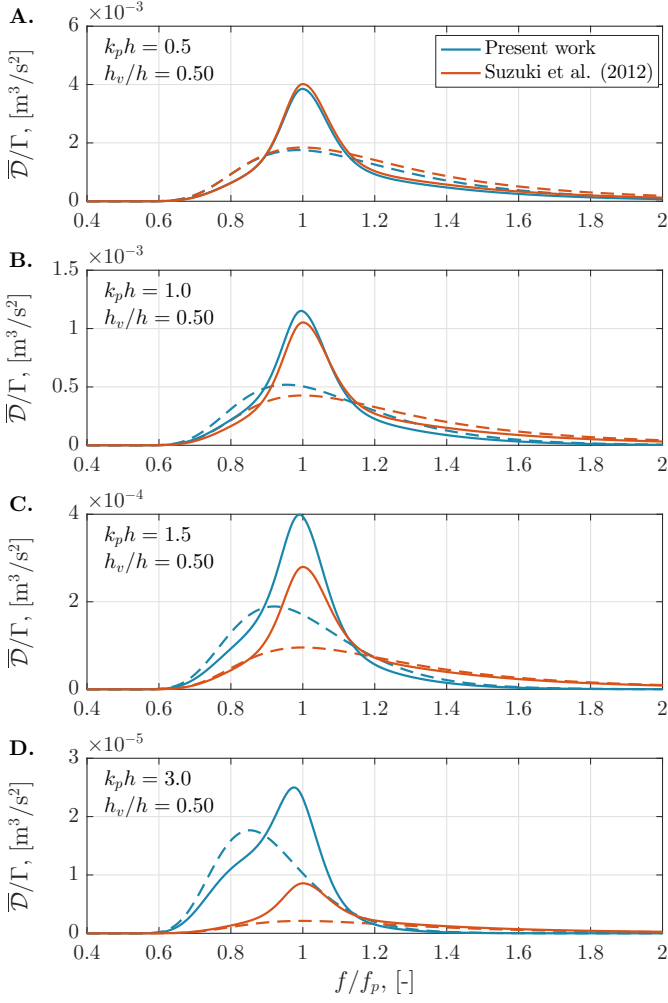 A.
×10⁻³
6
4
2
0
k_p h = 0.5
h_v/h = 0.50
Present work
Suzuki et al. (2012)
D̅/Γ, [m³/s²]
0.4 0.6 0.8 1 1.2 1.4 1.6 1.8 2
B.
×10⁻³
1.5
1
0.5
0
k_p h = 1.0
h_v/h = 0.50
D̅/Γ, [m³/s²]
0.4 0.6 0.8 1 1.2 1.4 1.6 1.8 2
C.
×10⁻⁴
4
2
0
k_p h = 1.5
h_v/h = 0.50
D̅/Γ, [m³/s²]
0.4 0.6 0.8 1 1.2 1.4 1.6 1.8 2
D.
×10⁻⁵
3
2
1
0
k_p h = 3.0
h_v/h = 0.50
D̅/Γ, [m³/s²]
0.4 0.6 0.8 1 1.2 1.4 1.6 1.8 2
f/f_p, [-]